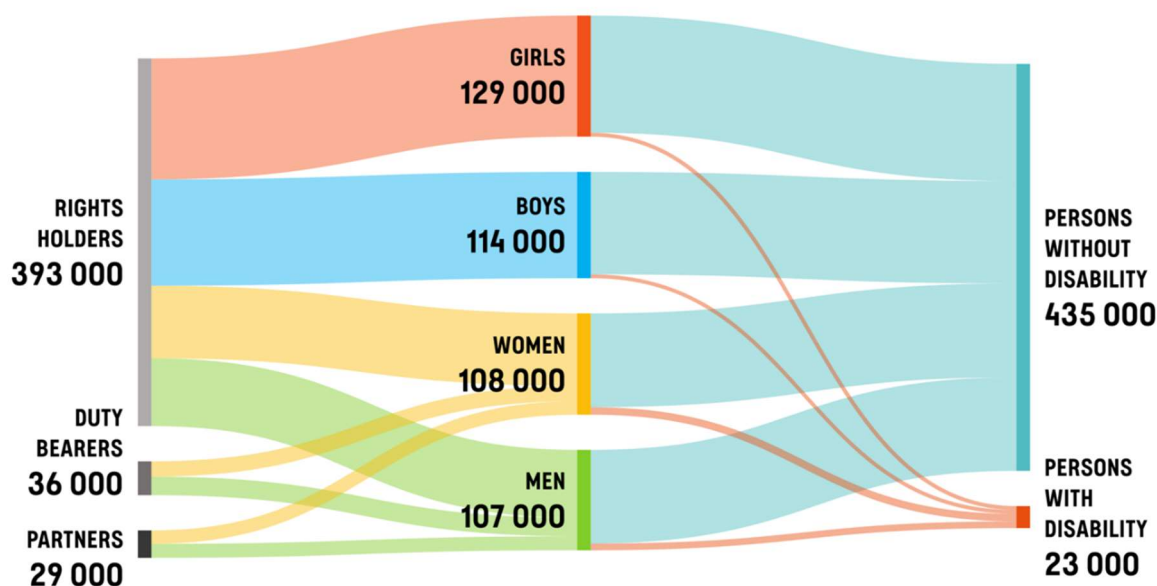 RIGHTS
HOLDERS
393 000
DUTY
BEARERS
36 000
PARTNERS
29 000
GIRLS
129 000
BOYS
114 000
WOMEN
108 000
MEN
107 000
PERSONS
WITHOUT
DISABILITY
435 000
PERSONS
WITH
DISABILITY
23 000